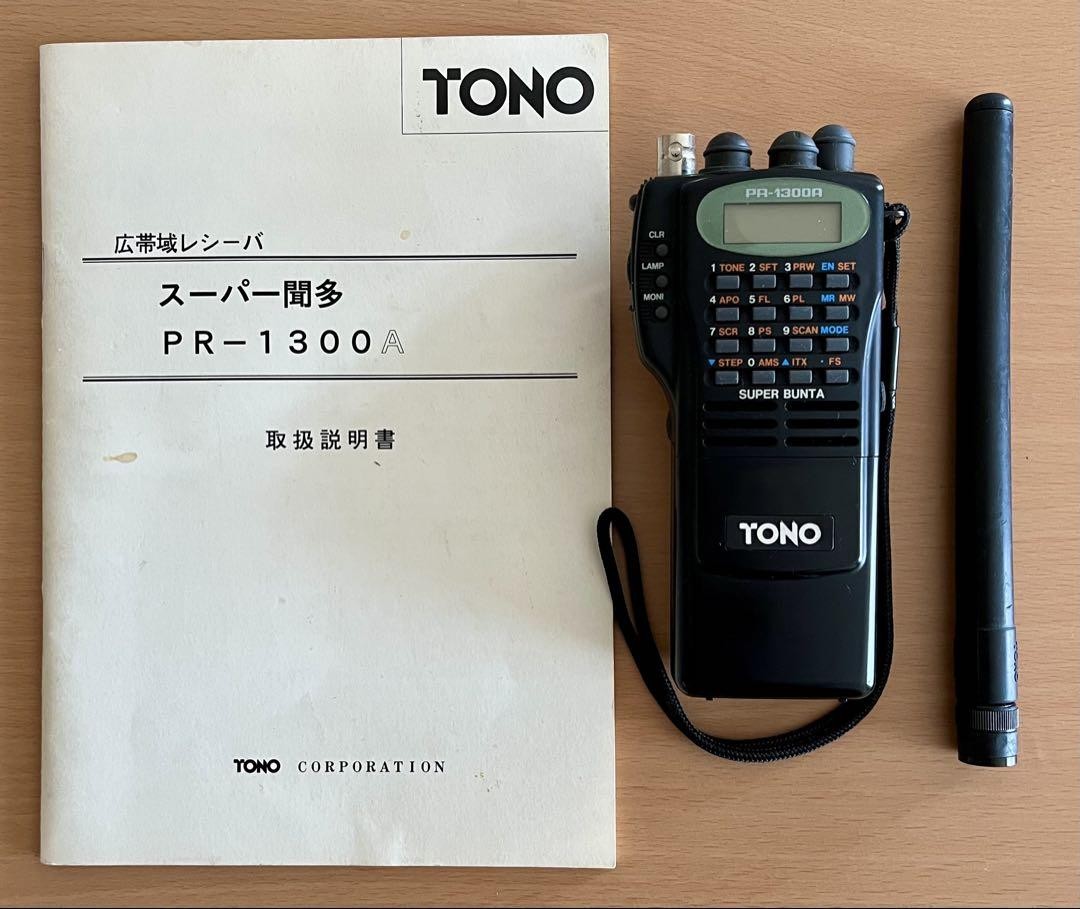 TONO
広帯域レシーバ
スーパー聞多
PR-1300A
取扱説明書
TONO CORPORATION
PR-1300A
CLR
LAMP
MONI
1 TONE 2 SFT 3 PRW EN SET
4 APO 5 FL 6 PL MR MW
7 SCR 8 PS 9 SCAN MODE
▼ STEP 0 AMS ▲ ITX · FS
SUPER BUNTA
TONO